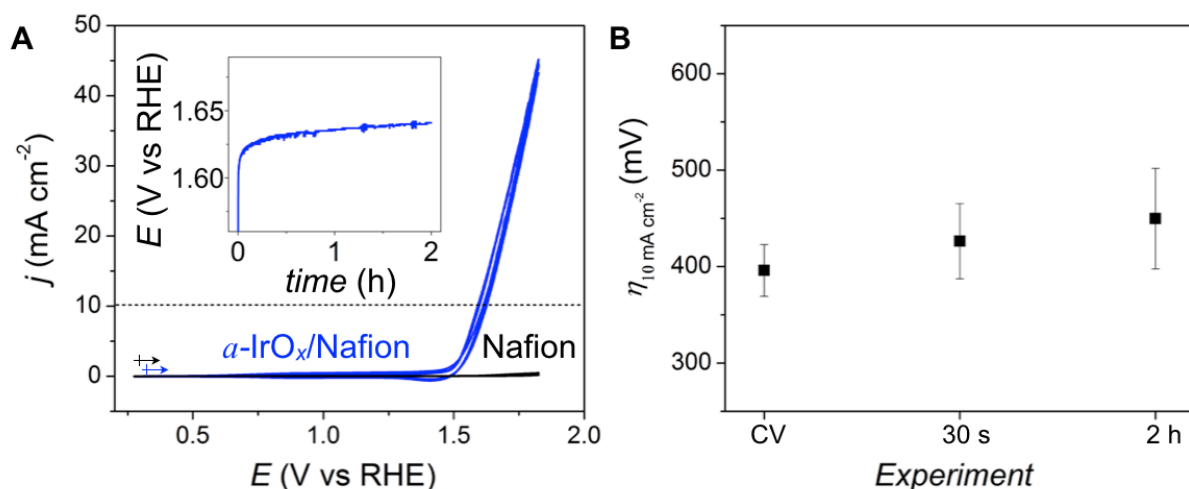 A
j (mA cm⁻²)
50
40
30
20
10
0
E (V vs RHE)
1.65
1.60
0 1 2
time (h)
a-IrOₓ/Nafion
Nafion
0.5 1.0 1.5 2.0
E (V vs RHE)
B
η₁₀ mA cm⁻² (mV)
600
500
400
300
CV 30 s 2 h
Experiment